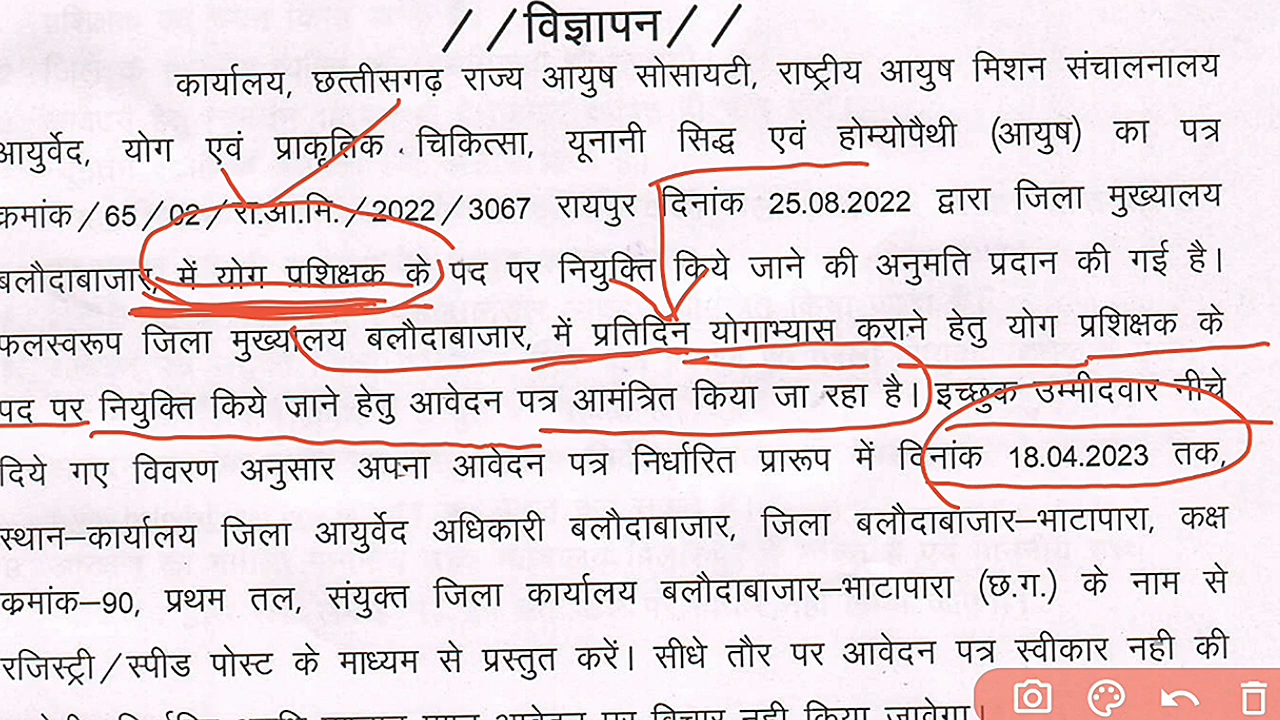 //विज्ञापन//
कार्यालय, छत्तीसगढ़ राज्य आयुष सोसायटी, राष्ट्रीय आयुष मिशन संचालनालय
आयुर्वेद, योग एवं प्राकृतिक चिकित्सा, यूनानी सिद्ध एवं होम्योपैथी (आयुष) का पत्र
क्रमांक/65/02/रा.आ.मि./2022/3067 रायपुर दिनांक 25.08.2022 द्वारा जिला मुख्यालय
बलौदाबाजार, में योग प्रशिक्षक के पद पर नियुक्ति किये जाने की अनुमति प्रदान की गई है।
फलस्वरूप जिला मुख्यालय बलौदाबाजार, में प्रतिदिन योगाभ्यास कराने हेतु योग प्रशिक्षक के
पद पर नियुक्ति किये जाने हेतु आवेदन पत्र आमंत्रित किया जा रहा है। इच्छुक उम्मीदवार नीचे
दिये गए विवरण अनुसार अपना आवेदन पत्र निर्धारित प्रारूप में दिनांक 18.04.2023 तक,
स्थान–कार्यालय जिला आयुर्वेद अधिकारी बलौदाबाजार, जिला बलौदाबाजार–भाटापारा, कक्ष
क्रमांक–90, प्रथम तल, संयुक्त जिला कार्यालय बलौदाबाजार–भाटापारा (छ.ग.) के नाम से
रजिस्ट्री/स्पीड पोस्ट के माध्यम से प्रस्तुत करें। सीधे तौर पर आवेदन पत्र स्वीकार नही की
आवेदन पर विचार नही किया जावेगा।